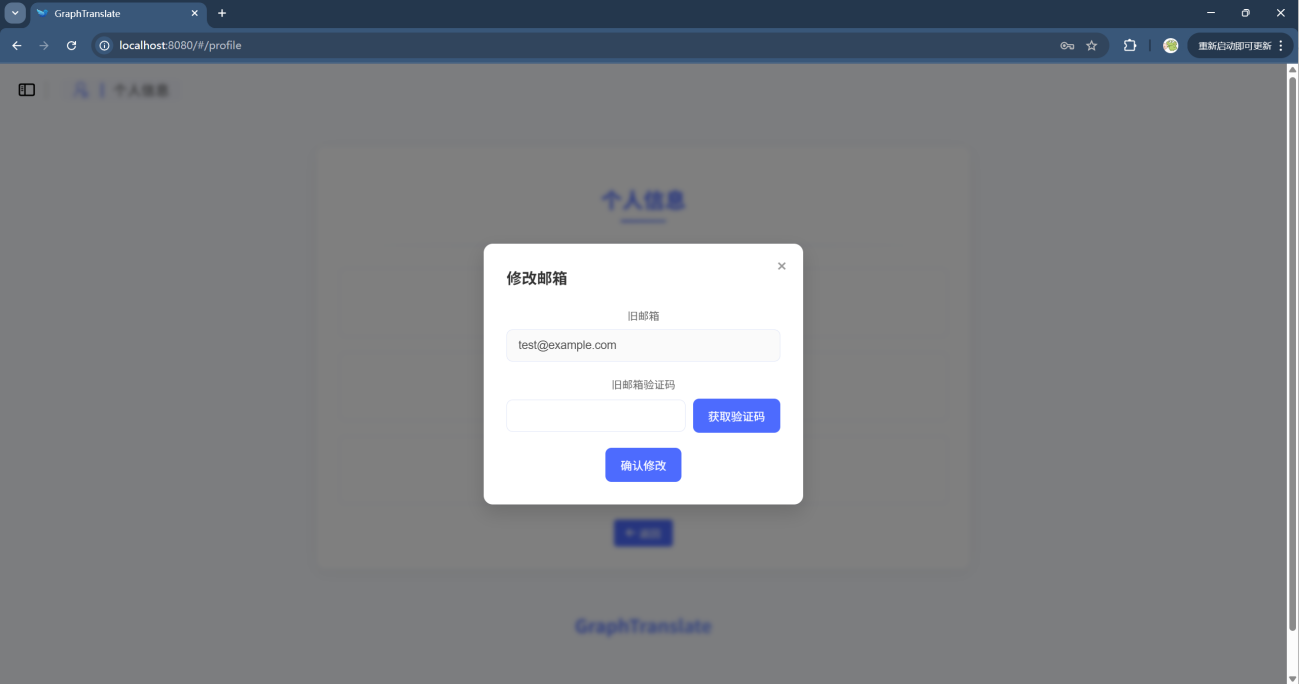 GraphTranslate
localhost:8080/#/profile
重新启动即可更新
个人信息
个人信息
修改邮箱
旧邮箱
test@example.com
旧邮箱验证码
获取验证码
确认修改
GraphTranslate